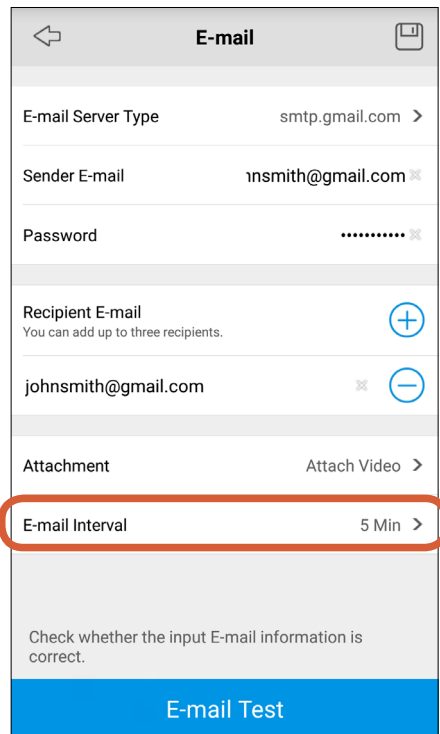 E-mail
E-mail Server Type smtp.gmail.com
Sender E-mail hnsmith@gmail.com
Password •••••••••••
Recipient E-mail
You can add up to three recipients.
johnsmith@gmail.com
Attachment Attach Video
E-mail Interval 5 Min
Check whether the input E-mail information is
correct.
E-mail Test